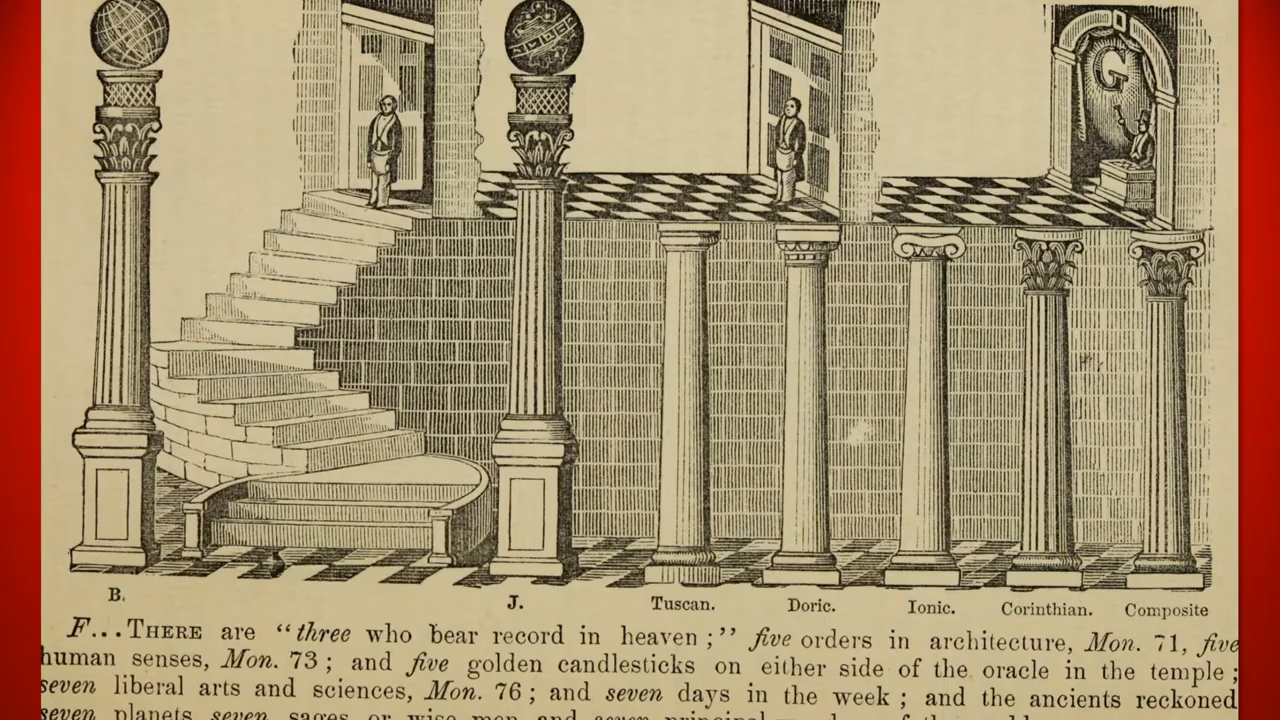 G
B.
J.
Tuscan.
Doric.
Ionic.
Corinthian.
Composite
F...THERE are "three who bear record in heaven;" five orders in architecture, Mon. 71, five
human senses, Mon. 73; and five golden candlesticks on either side of the oracle in the temple;
seven liberal arts and sciences, Mon. 76; and seven days in the week; and the ancients reckoned
seven planets seven sages or wise men and seven principal